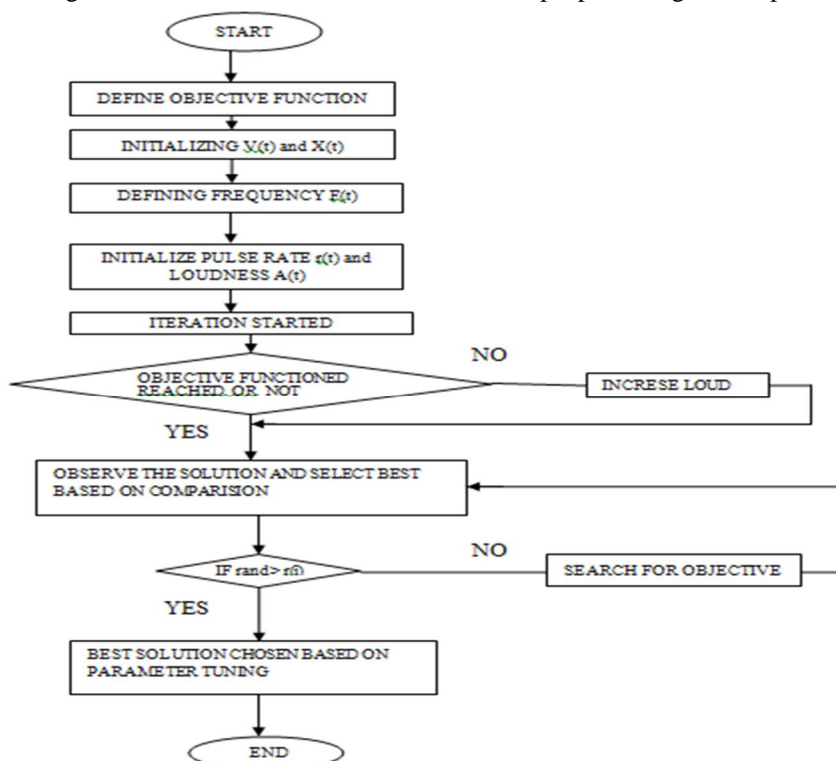 START
DEFINE OBJECTIVE FUNCTION
INITIALIZING V(t) and X(t)
DEFINING FREQUENCY F(t)
INITIALIZE PULSE RATE r(t) and
LOUDNESS A(t)
ITERATION STARTED
NO
OBJECTIVE FUNCTIONED
REACHED OR NOT
INCRESE LOUD
YES
OBSERVE THE SOLUTION AND SELECT BEST
BASED ON COMPARISION
NO
IF rand>
SEARCH FOR OBJECTIVE
YES
BEST SOLUTION CHOSEN BASED ON
PARAMETER TUNING
END